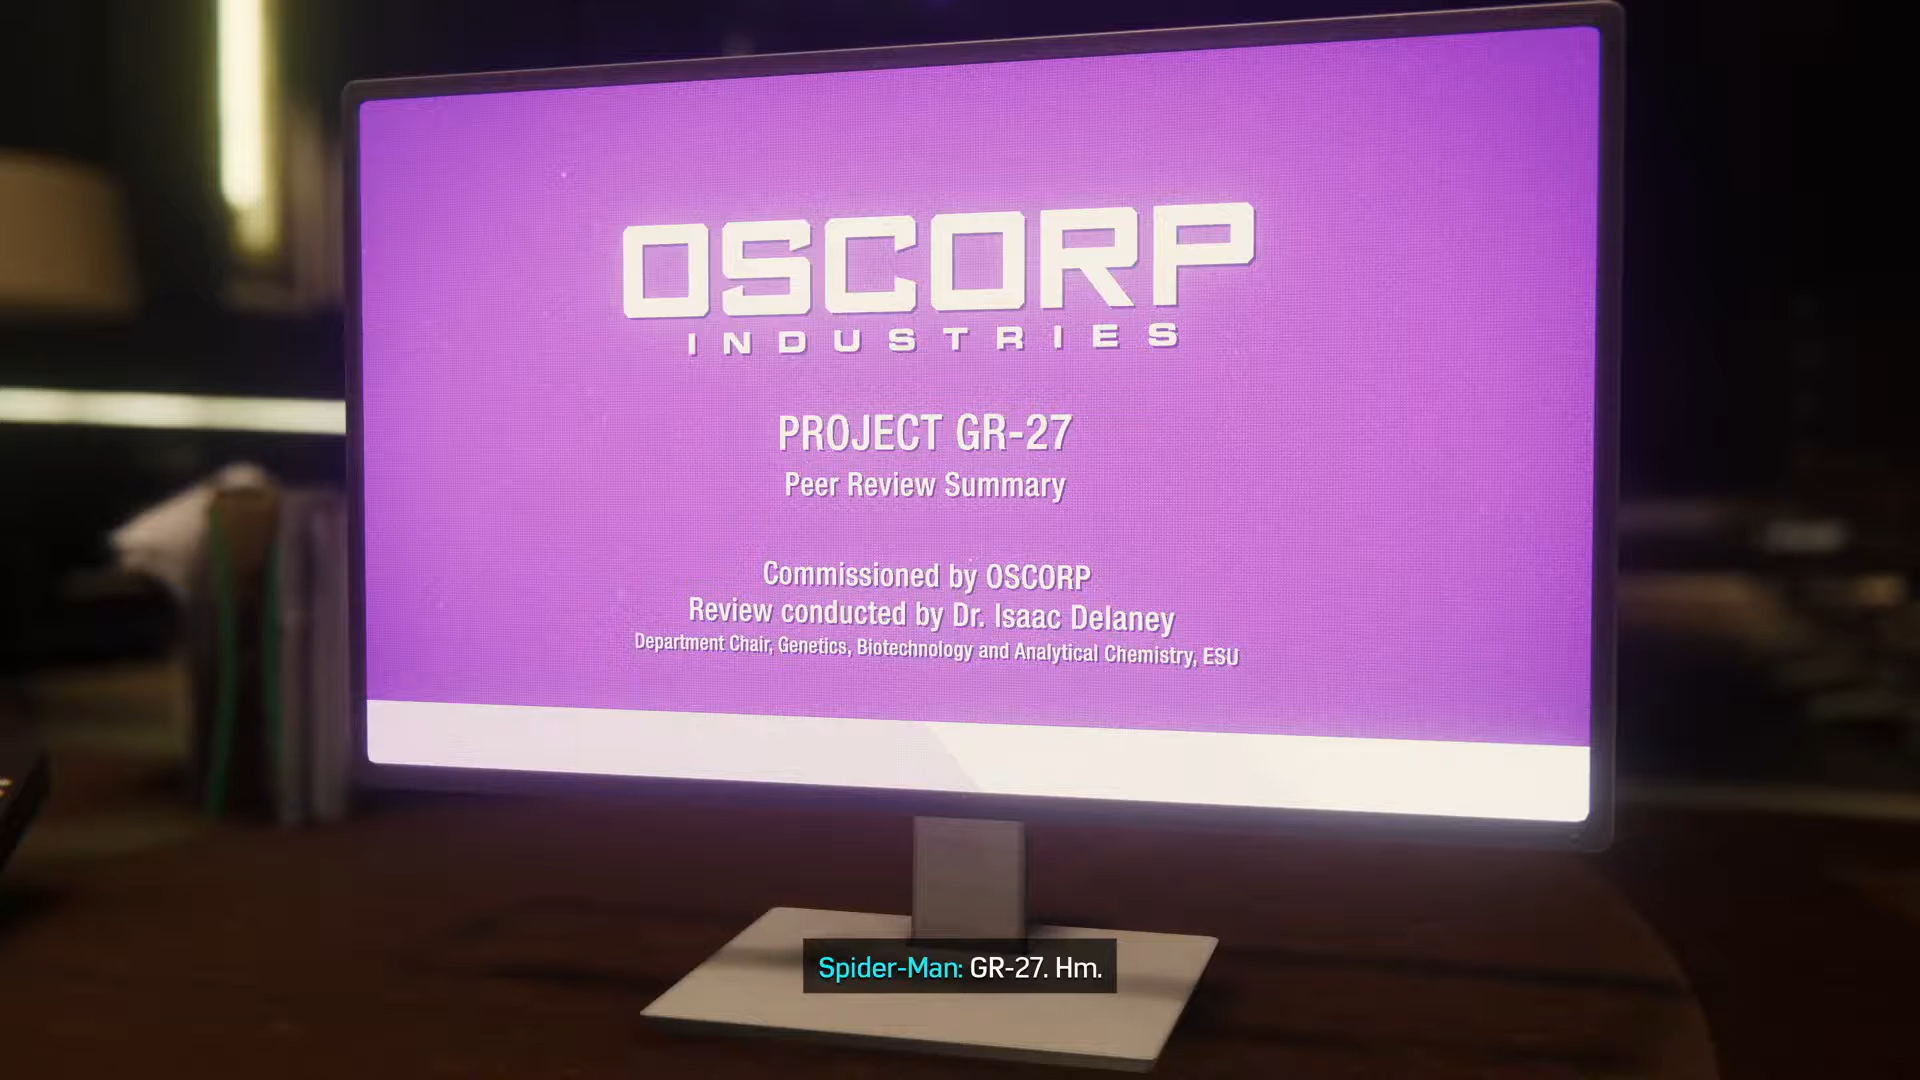 OSCORP
INDUSTRIES
PROJECT GR-27
Peer Review Summary
Commissioned by OSCORP
Review conducted by Dr. Isaac Delaney
Department Chair, Genetics, Biotechnology and Analytical Chemistry, ESU
Spider-Man: GR-27. Hm.